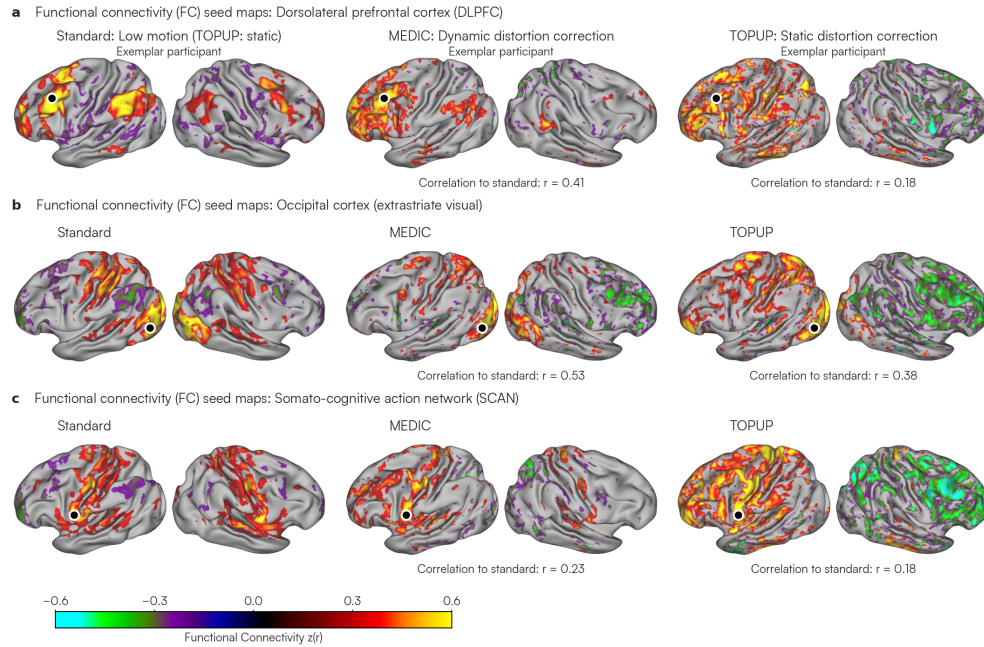 a Functional connectivity (FC) seed maps: Dorsolateral prefrontal cortex (DLPFC)
Standard: Low motion (TOPUP: static)
Exemplar participant
MEDIC: Dynamic distortion correction
Exemplar participant
TOPUP: Static distortion correction
Exemplar participant
Correlation to standard: r = 0.41
Correlation to standard: r = 0.18
b Functional connectivity (FC) seed maps: Occipital cortex (extrastriate visual)
Standard
MEDIC
TOPUP
Correlation to standard: r = 0.53
Correlation to standard: r = 0.38
c Functional connectivity (FC) seed maps: Somato-cognitive action network (SCAN)
Standard
MEDIC
TOPUP
Correlation to standard: r = 0.23
Correlation to standard: r = 0.18
−0.6 −0.3 0.0 0.3 0.6
Functional Connectivity z(r)